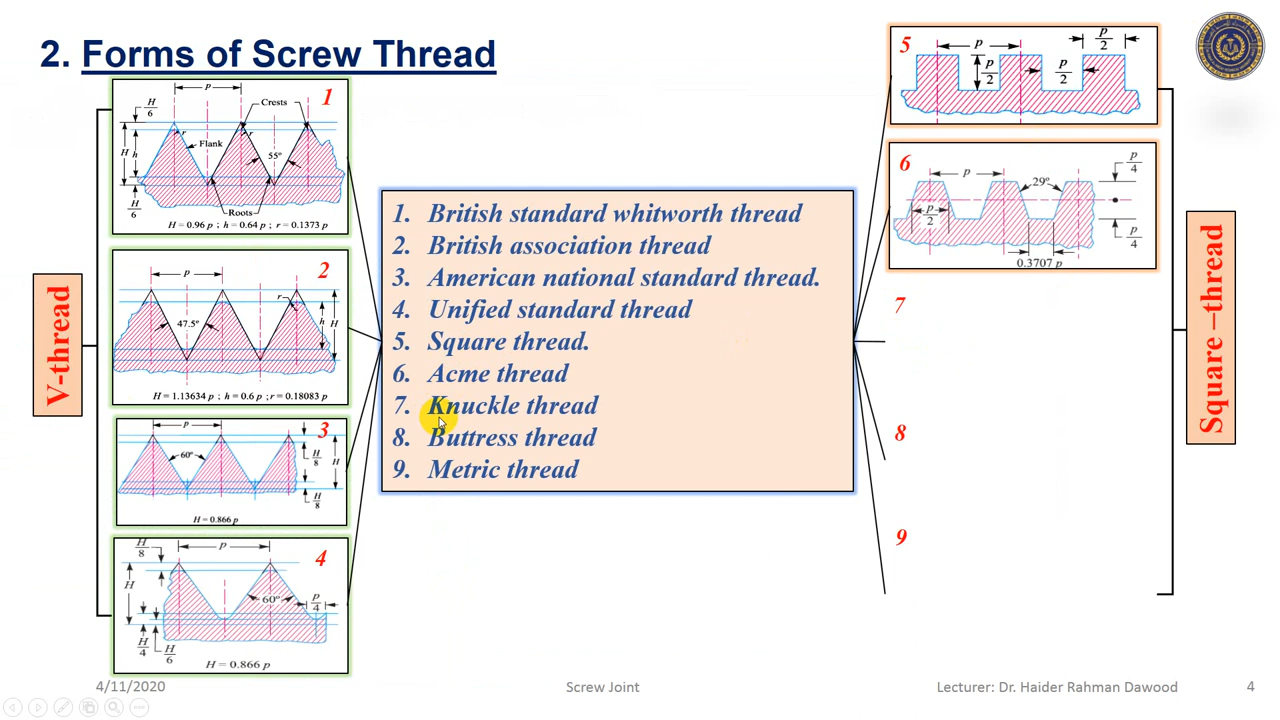 2. Forms of Screw Thread
V-thread
1
H/6
p
Crests
r
r
Flank
H
h
55°
H/6
Roots
H = 0.96 p ; h = 0.64 p ; r = 0.1373 p
2
p
r
47.5°
h
H
H = 1.13634 p ; h = 0.6 p ; r = 0.18083 p
3
p
60°
H/8
H
H/8
H = 0.866 p
4
H/8
p
H
60°
p/4
H/4
H/6
H = 0.866 p
1. British standard whitworth thread
2. British association thread
3. American national standard thread.
4. Unified standard thread
5. Square thread.
6. Acme thread
7. Knuckle thread
8. Buttress thread
9. Metric thread
5
p
p/2
p/2
p/2
6
p
29°
p/4
p/2
p/4
0.3707 p
7
8
9
Square –thread
4/11/2020
Screw Joint
Lecturer: Dr. Haider Rahman Dawood
4